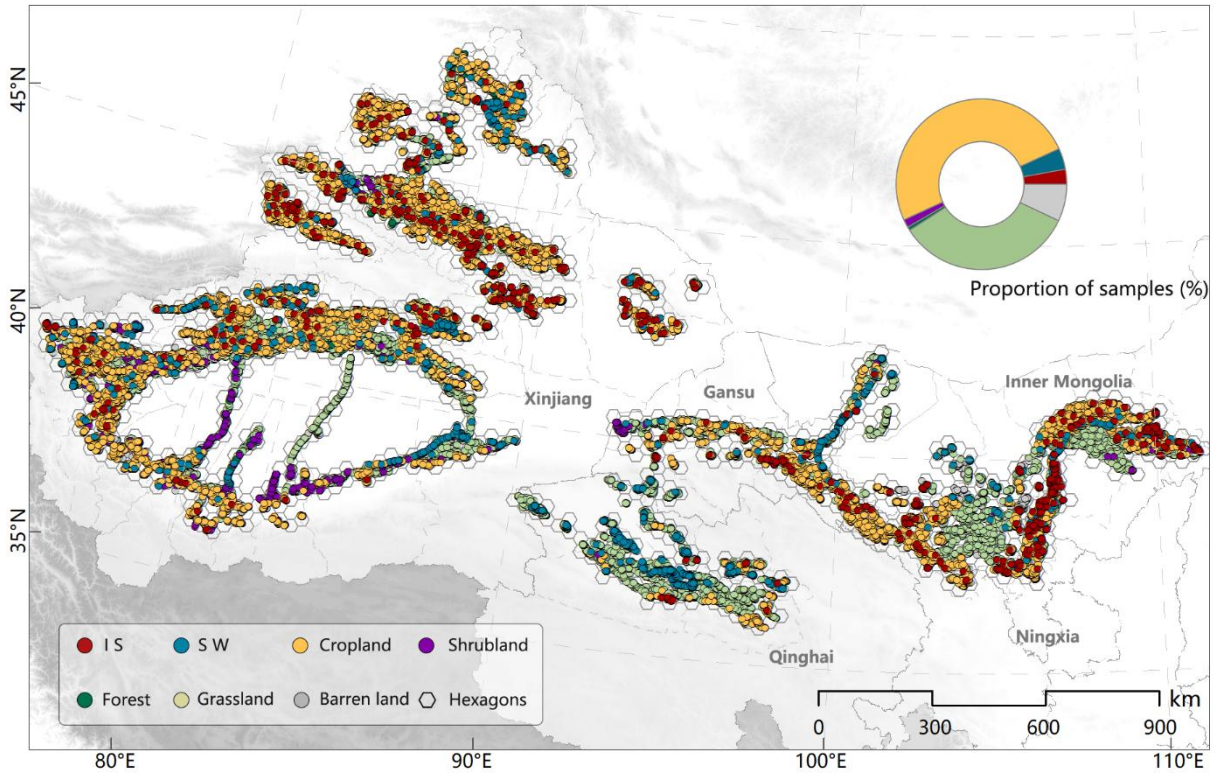 45°N
40°N
35°N
Proportion of samples (%)
Xinjiang
Gansu
Inner Mongolia
Qinghai
Ningxia
I S
S W
Cropland
Shrubland
Forest
Grassland
Barren land
Hexagons
km
0
300
600
900
80°E
90°E
100°E
110°E